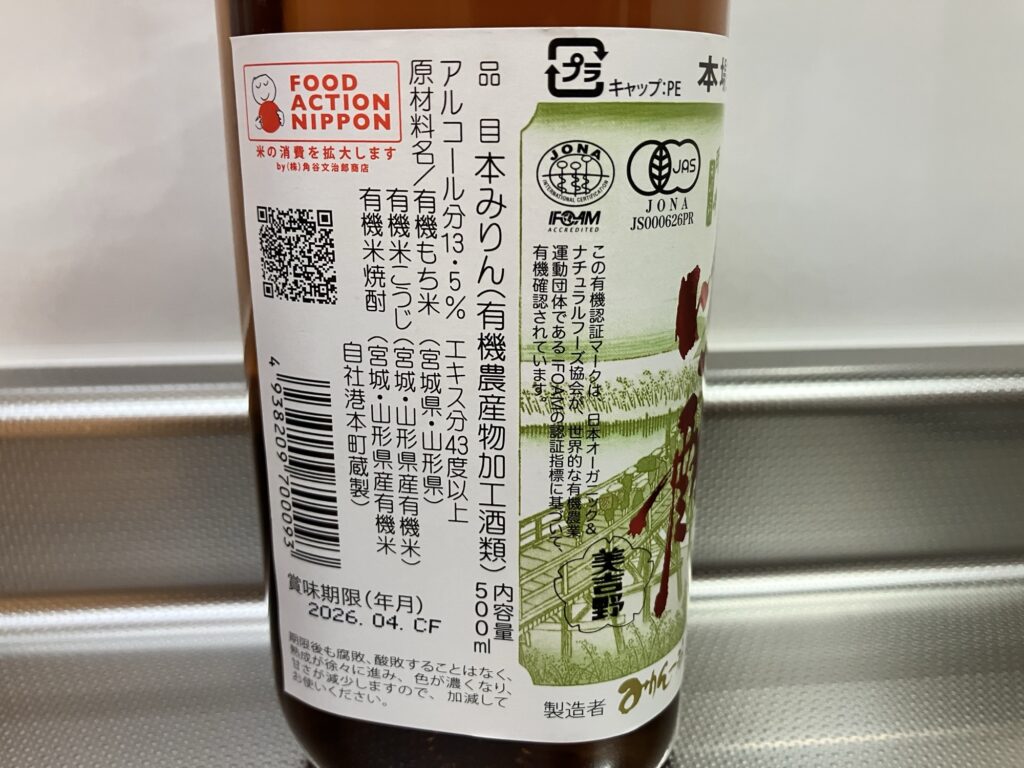 プラ
キャップ:PE
本
FOOD
ACTION
NIPPON
米の消費を拡大します
by(株)角谷文治郎商店
品 目 本みりん(有機農産物加工酒類)
内容量
500ml
アルコール分13・5% エキス分43度以上
原材料名/有機もち米 (宮城県・山形県)
有機米こうじ(宮城・山形県産有機米)
有機米焼酎 (宮城・山形県産有機米
自社港本町蔵製)
4 938209 700093
賞味期限(年月)
2026. 04. CF
期限後も腐敗、酸敗することはなく、
熟成が徐々に進み、色が濃くなり、
甘さが減少しますので、加減して
お使いください。
JONA
INTERNATIONAL CERTIFICATION
IFOAM
ACCREDITED
JAS
JONA
JS000626PR
この有機認証マークは、日本オーガニック&
ナチュラルフーズ協会が、世界的な有機農業
運動団体であるIFOAMの認証指標に基づいて
有機確認されています。
美吉野
製造者
みりん一